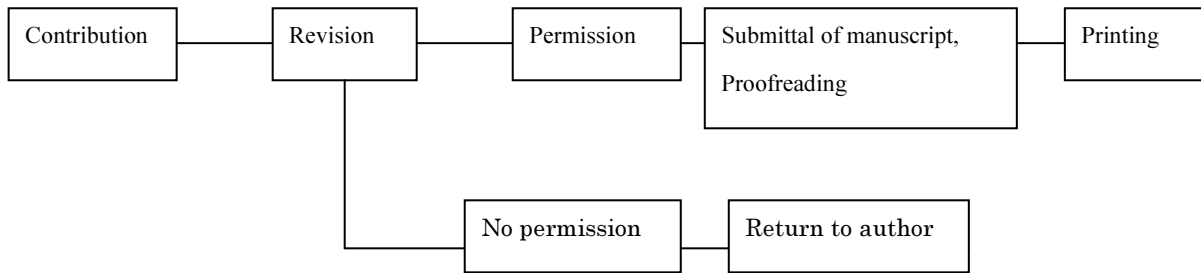 Contribution
Revision
Permission
Submittal of manuscript,
Proofreading
Printing
No permission
Return to author